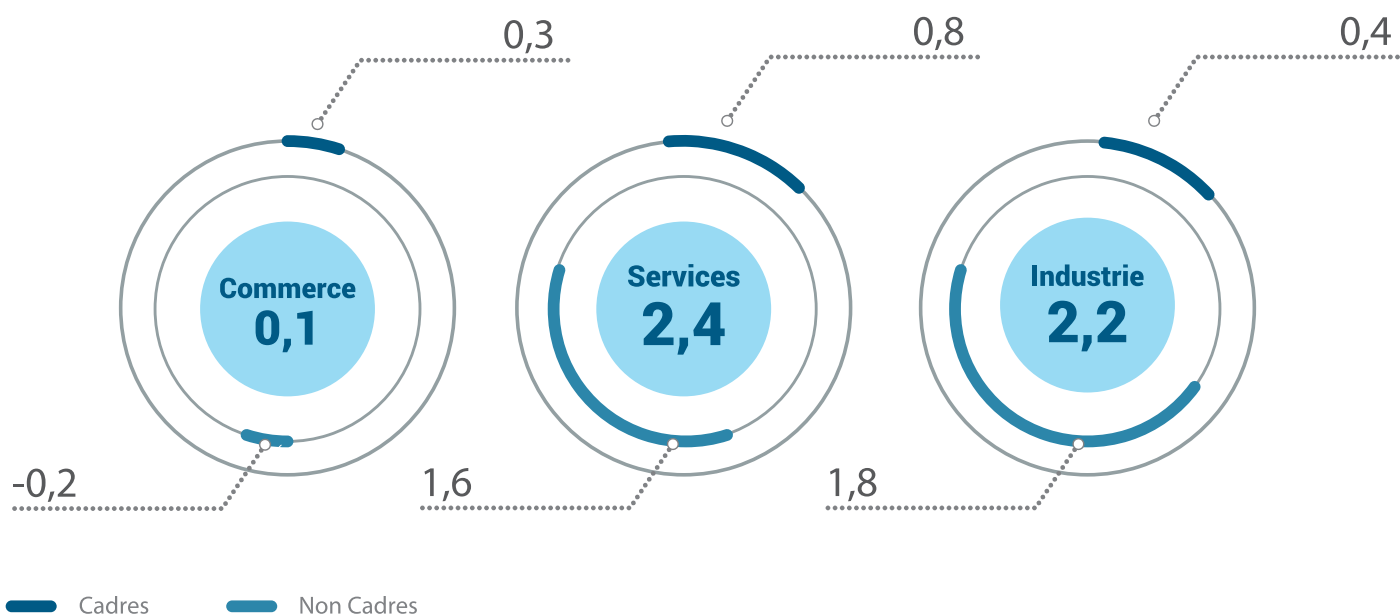 0,3
0,8
0,4
Commerce
0,1
Services
2,4
Industrie
2,2
-0,2
1,6
1,8
Cadres
Non Cadres